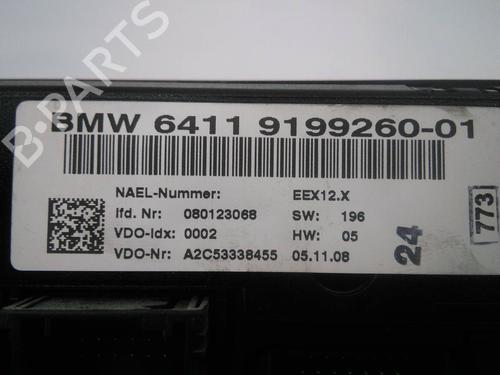 B-PARTS
BMW 6411 9199260-01
NAEL-Nummer: EEX12.X
lfd. Nr: 080123068 SW: 196
VDO-Idx: 0002 HW: 05
VDO-Nr: A2C53338455 05.11.08
24
773